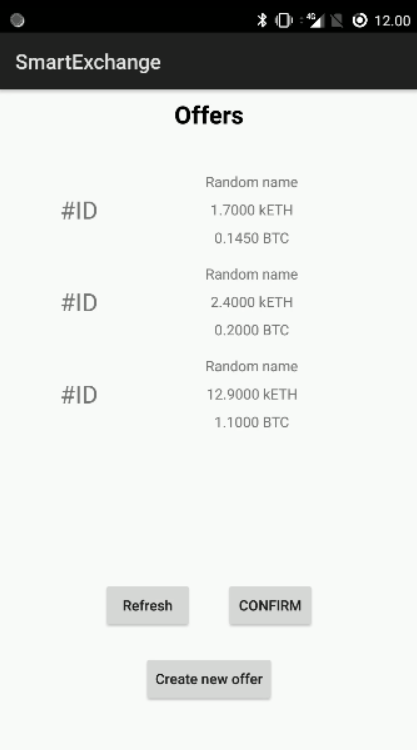 4G 12.00
SmartExchange
Offers
#ID
Random name
1.7000 kETH
0.1450 BTC
#ID
Random name
2.4000 kETH
0.2000 BTC
#ID
Random name
12.9000 kETH
1.1000 BTC
Refresh CONFIRM
Create new offer